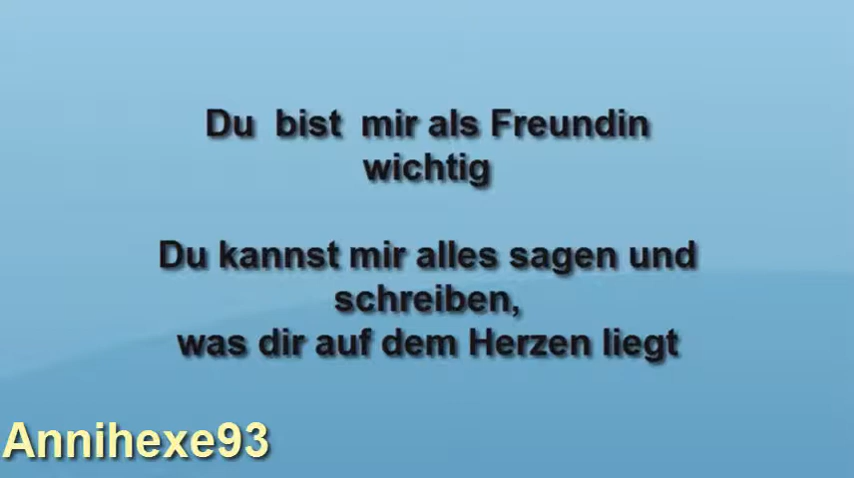 Du bist mir als Freundin
wichtig
Du kannst mir alles sagen und
schreiben,
was dir auf dem Herzen liegt
Annihexe93